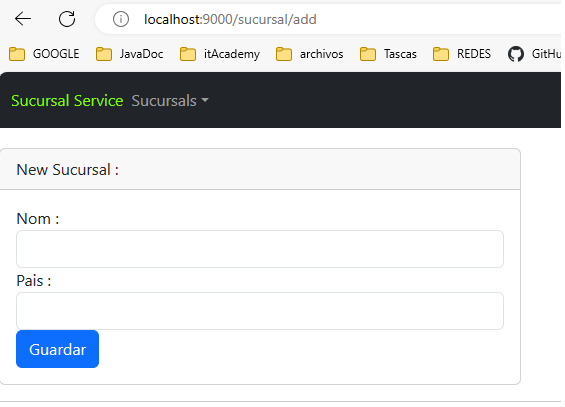 localhost:9000/sucursal/add
GOOGLE JavaDoc itAcademy archivos Tascas REDES GitHu
Sucursal Service Sucursals
New Sucursal :
Nom :
Pais :
Guardar